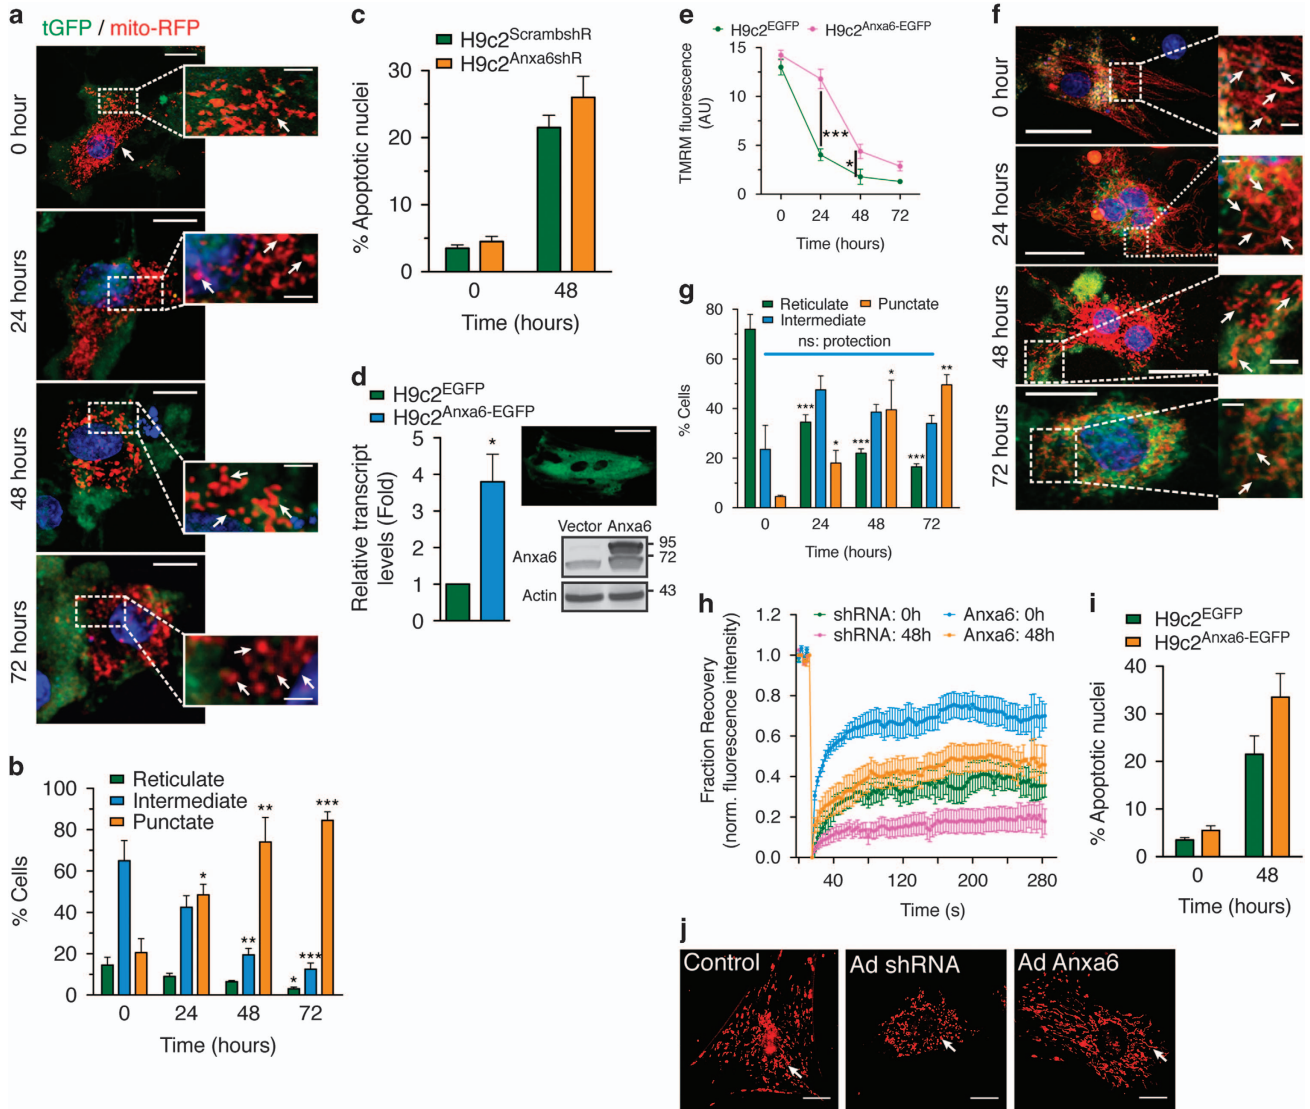 a
tGFP / mito-RFP
0 hour
24 hours
48 hours
72 hours
b
Reticulate
Intermediate
Punctate
100
80
60
40
20
0
% Cells
* ** *** ** * ***
0 24 48 72
Time (hours)
c
H9c2ScrambshR
H9c2Anxa6shR
30
20
10
0
% Apoptotic nuclei
0 48
Time (hours)
d
H9c2EGFP
H9c2Anxa6-EGFP
5
4
3
2
1
0
Relative transcript
levels (Fold)
*
Vector Anxa6
Anxa6
95
72
Actin
43
e
H9c2EGFP H9c2Anxa6-EGFP
15
10
5
0
TMRM fluorescence
(AU)
***
*
0 24 48 72
Time (hours)
f
0 hour
24 hours
48 hours
72 hours
g
Reticulate Punctate
Intermediate
ns: protection
80
60
40
20
0
% Cells
*** * *** * *** **
0 24 48 72
Time (hours)
h
shRNA: 0h Anxa6: 0h
shRNA: 48h Anxa6: 48h
1.2
1.0
0.8
0.6
0.4
0.2
0.0
Fraction Recovery
(norm. fluorescence intensity)
40 120 200 280
Time (s)
i
H9c2EGFP
H9c2Anxa6-EGFP
40
30
20
10
0
% Apoptotic nuclei
0 48
Time (hours)
j
Control
Ad shRNA
Ad Anxa6